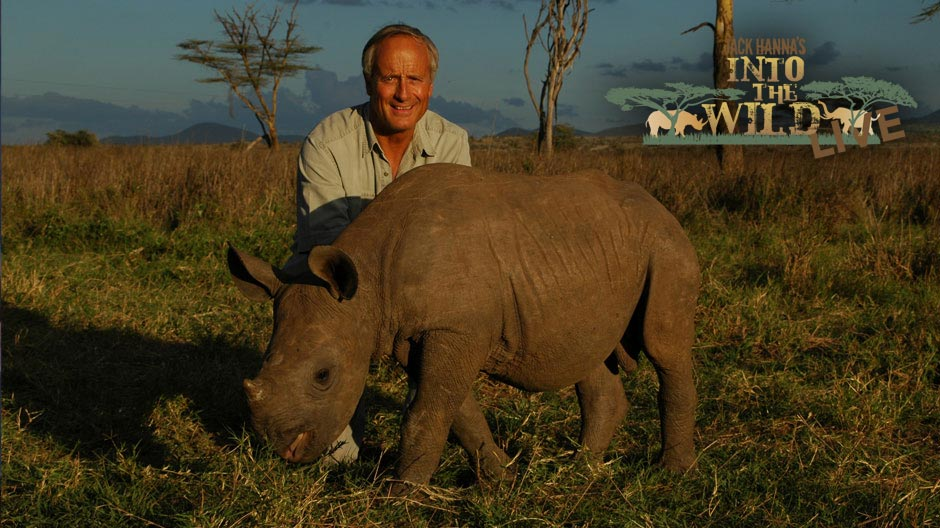 JACK HANNA'S
INTO
THE
WILD
LIVE